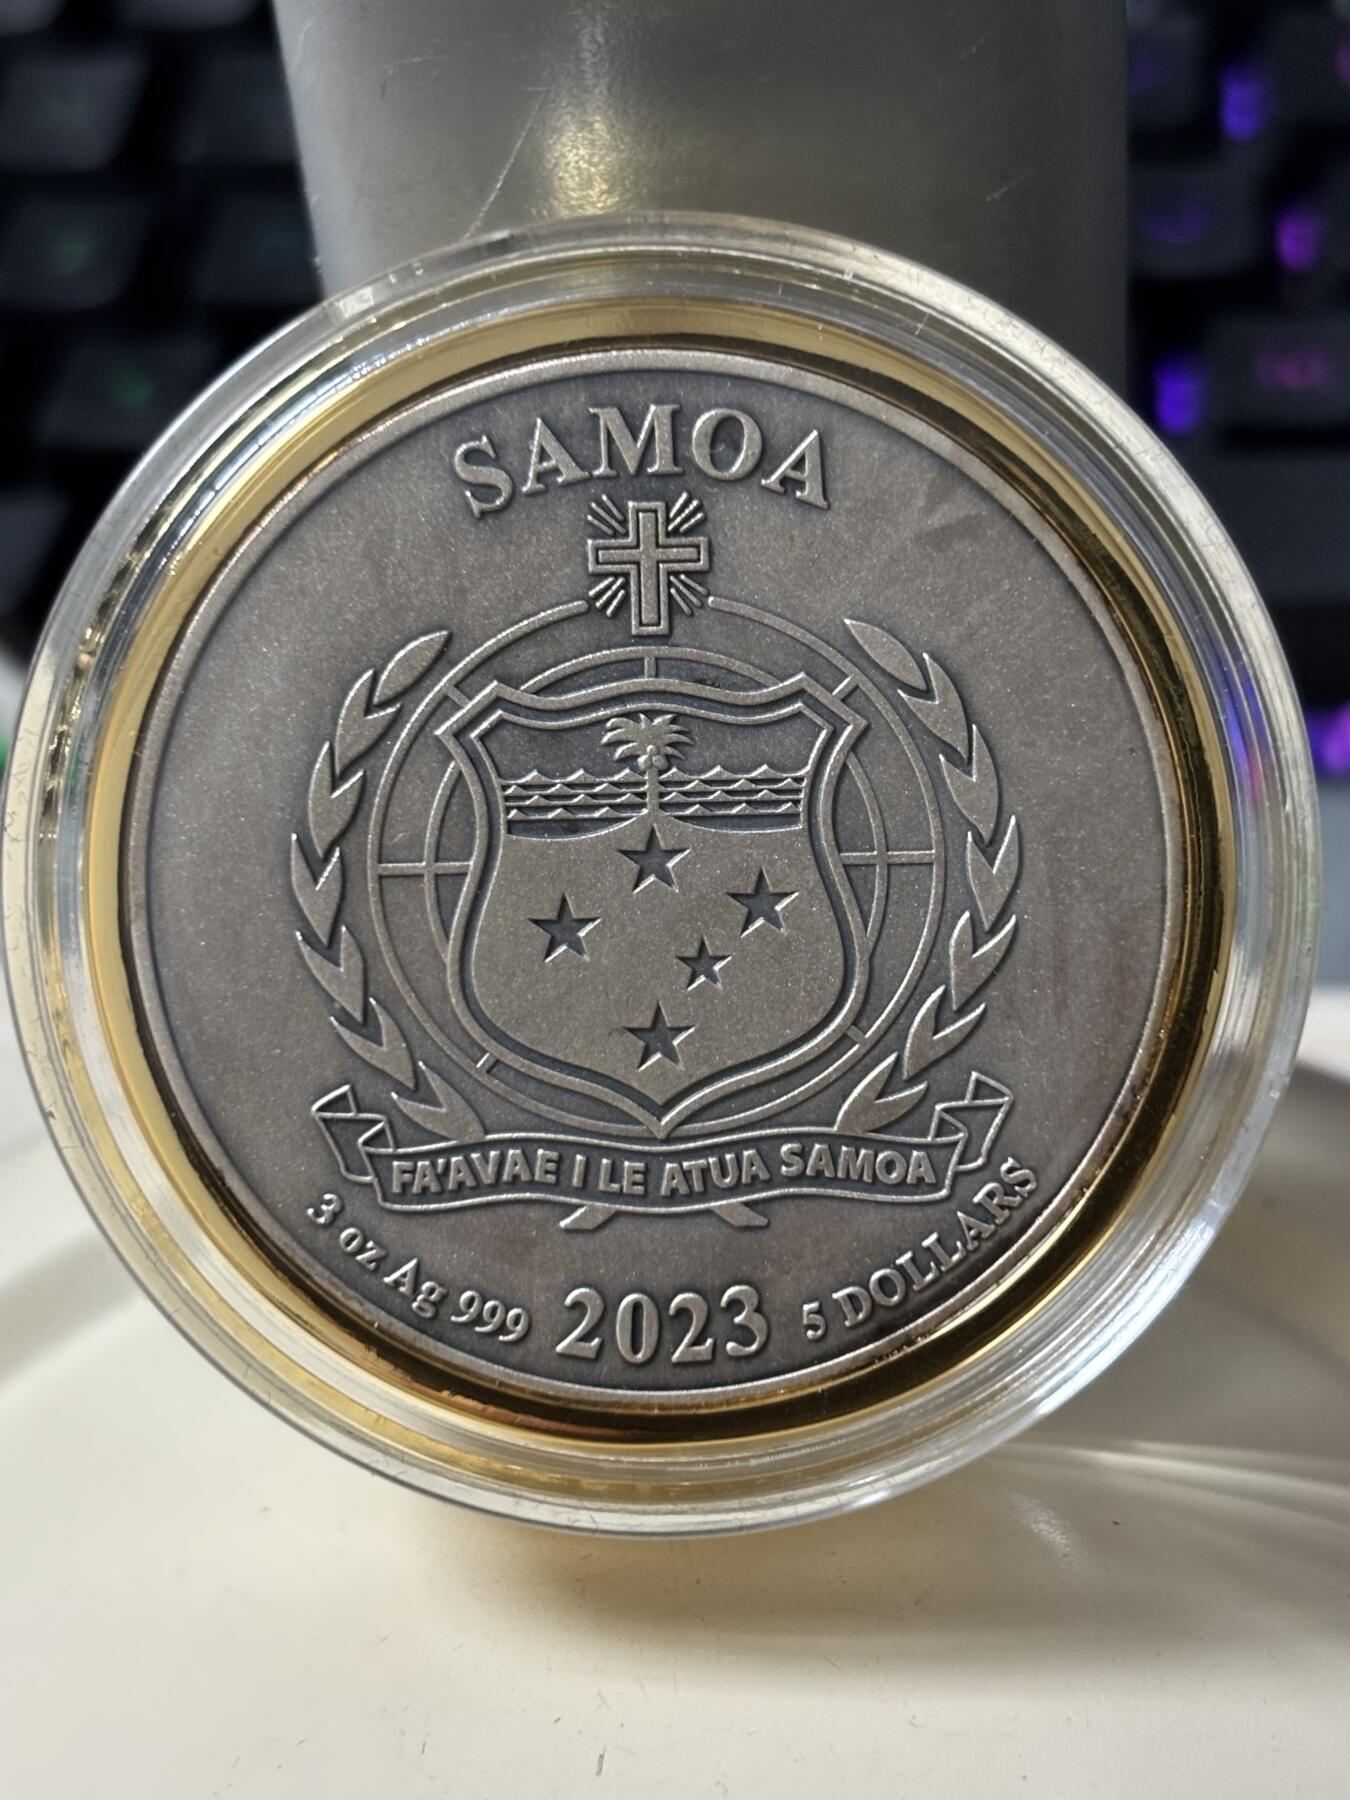 SAMOA
FA'AVAE I LE ATUA SAMOA
3 oz Ag 999
2023
5 DOLLARS